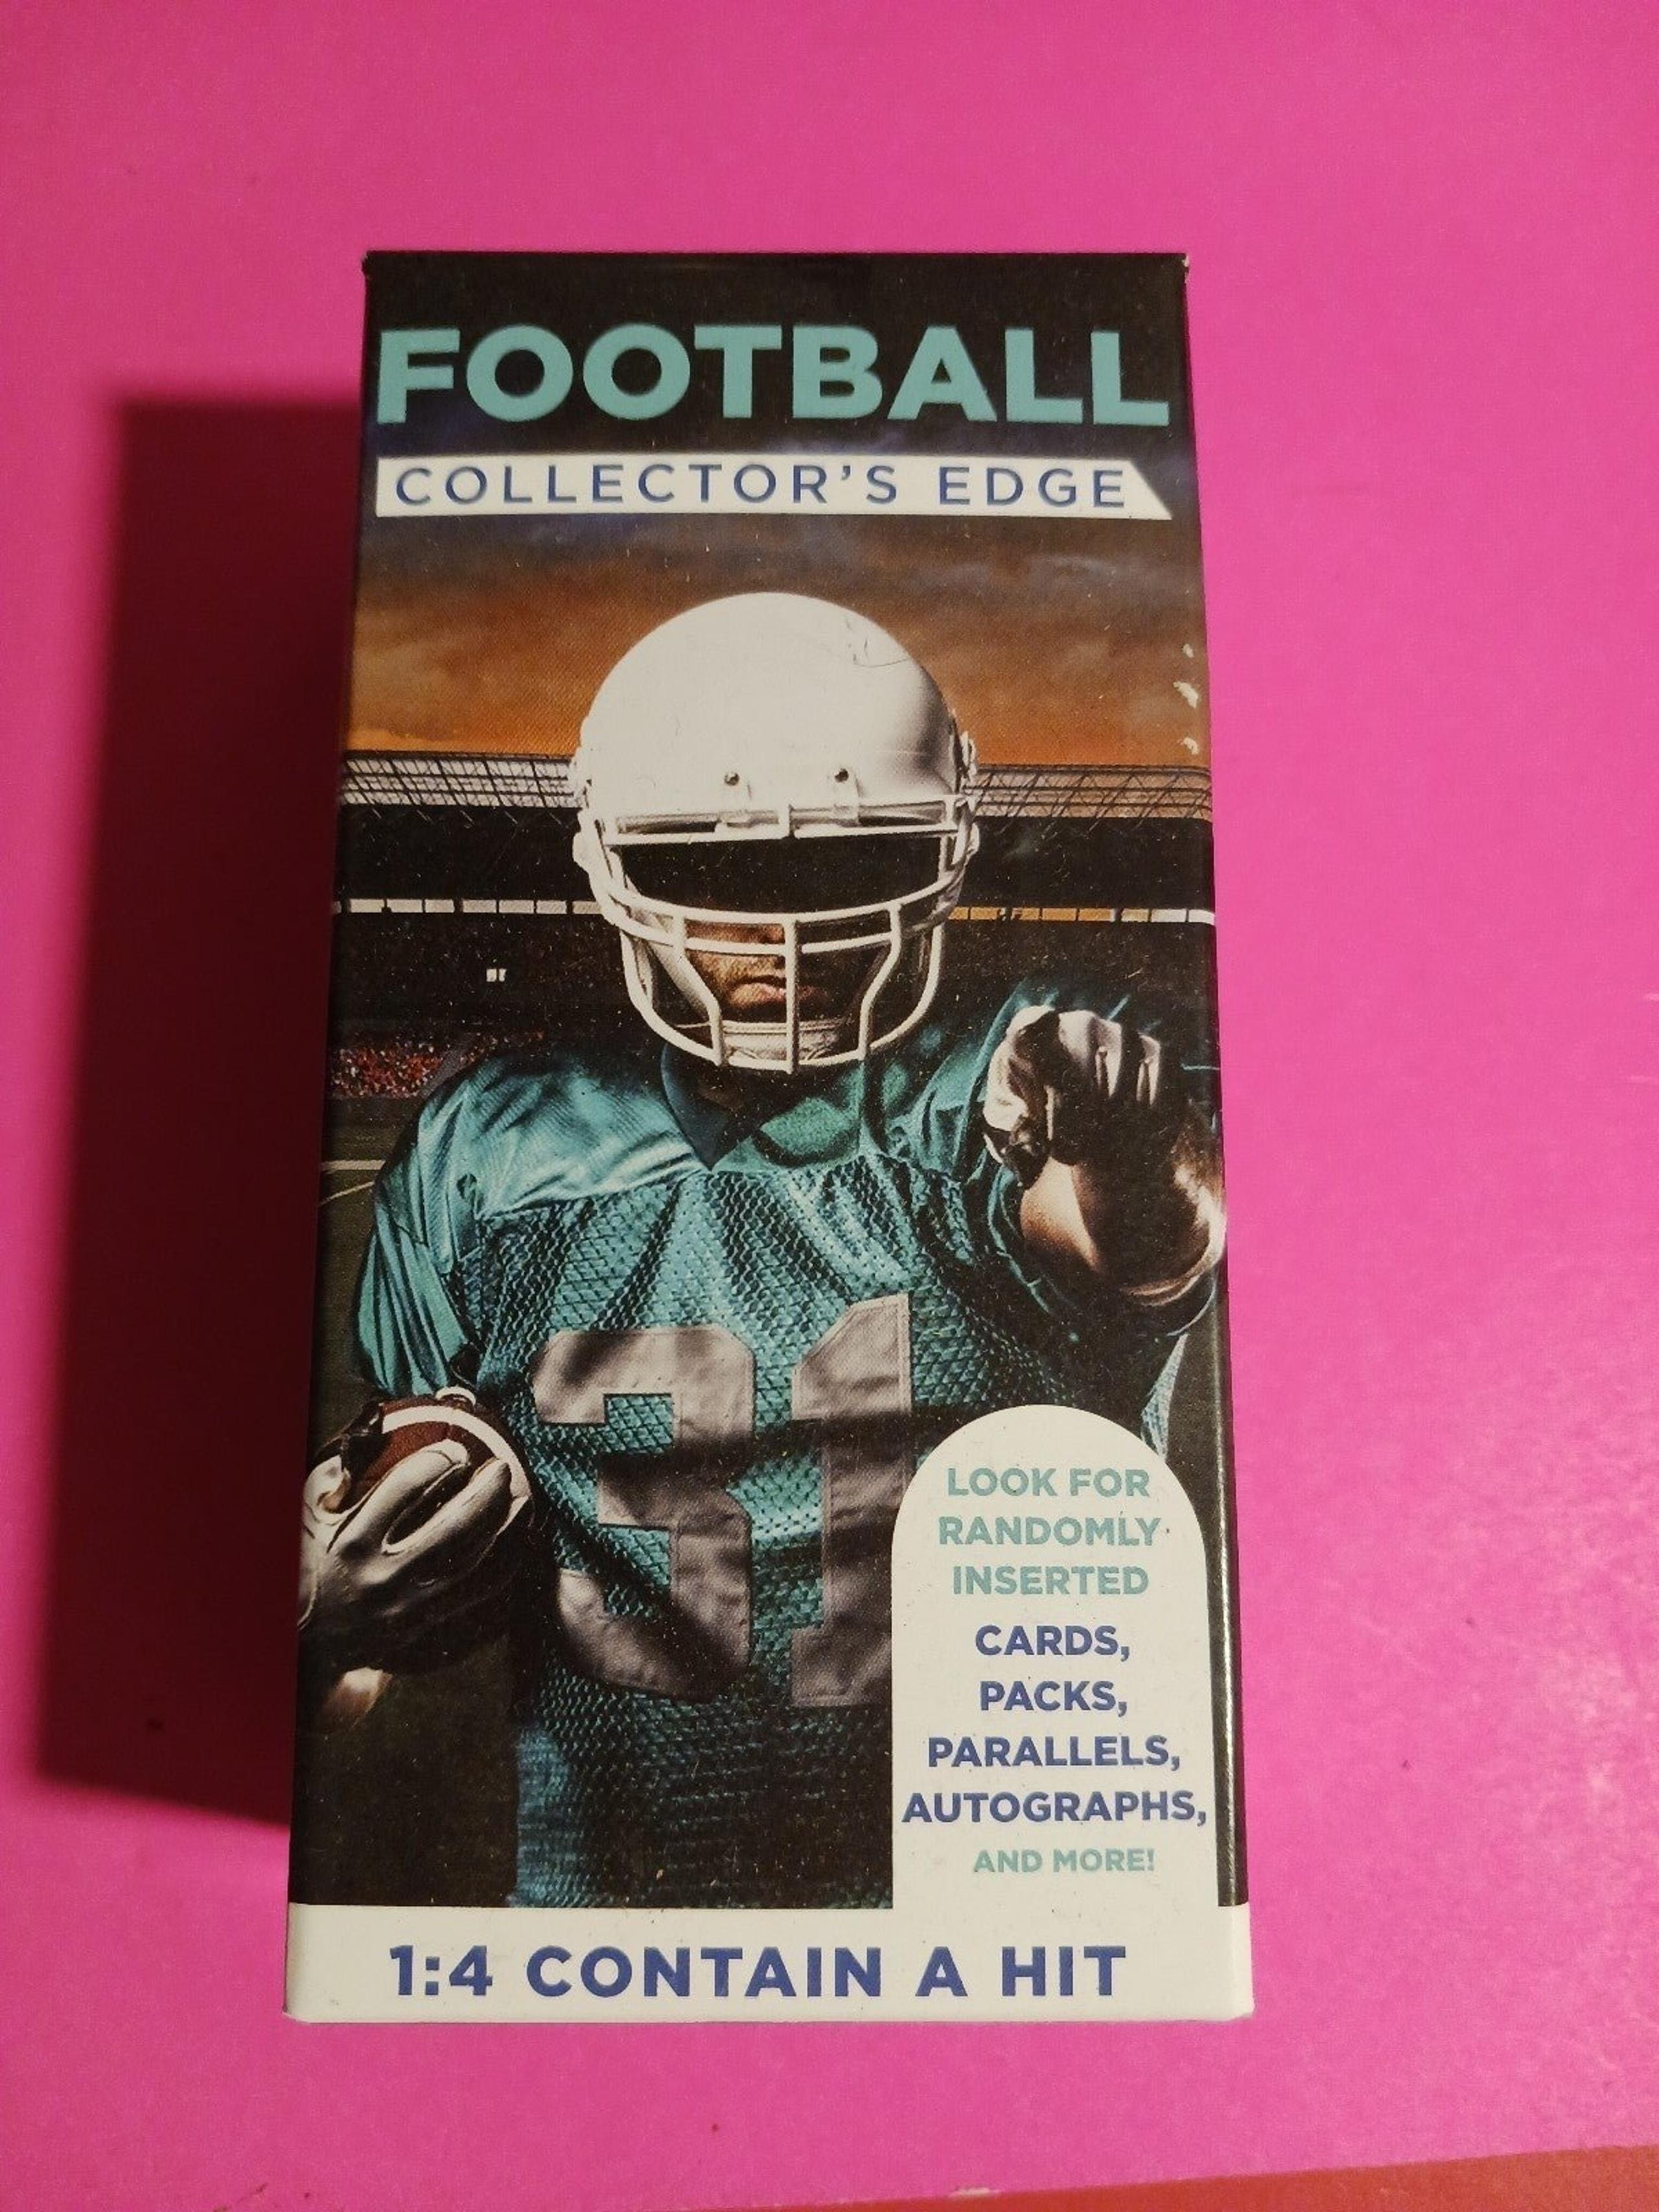 FOOTBALL
COLLECTOR'S EDGE
31
LOOK FOR
RANDOMLY
INSERTED
CARDS,
PACKS,
PARALLELS,
AUTOGRAPHS,
AND MORE!
1:4 CONTAIN A HIT